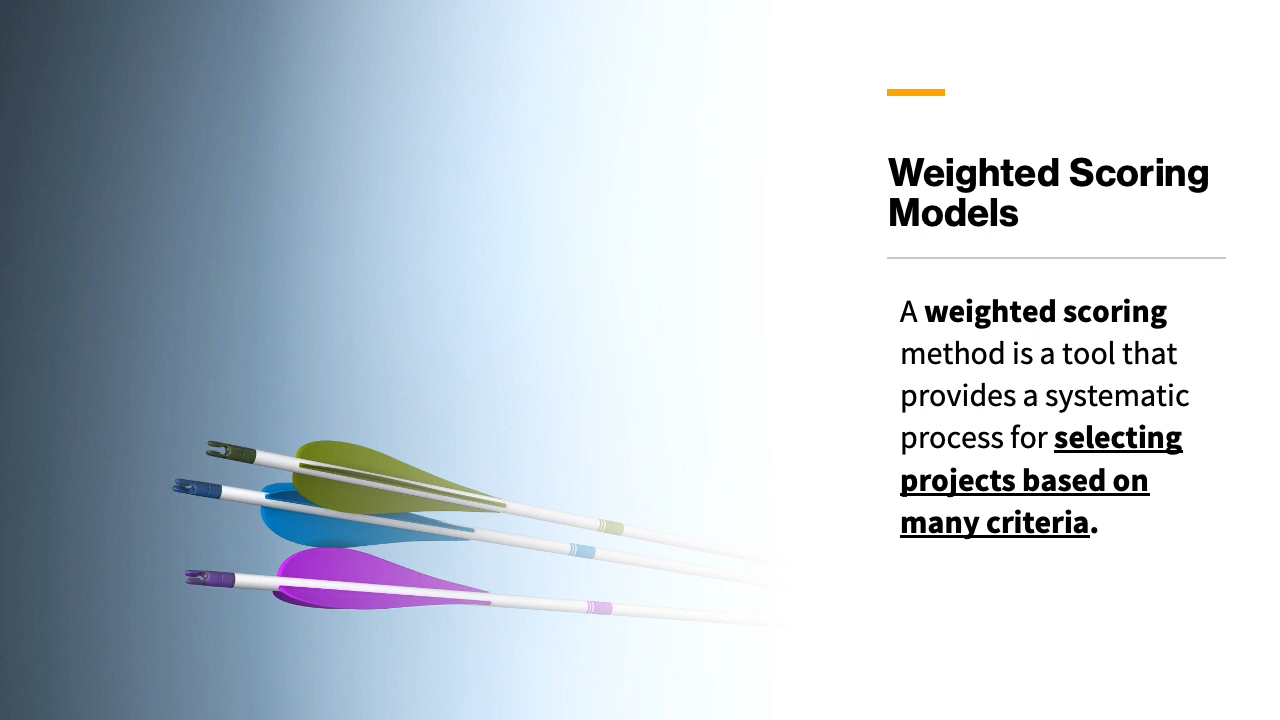 Weighted Scoring
Models
A weighted scoring
method is a tool that
provides a systematic
process for selecting
projects based on
many criteria.